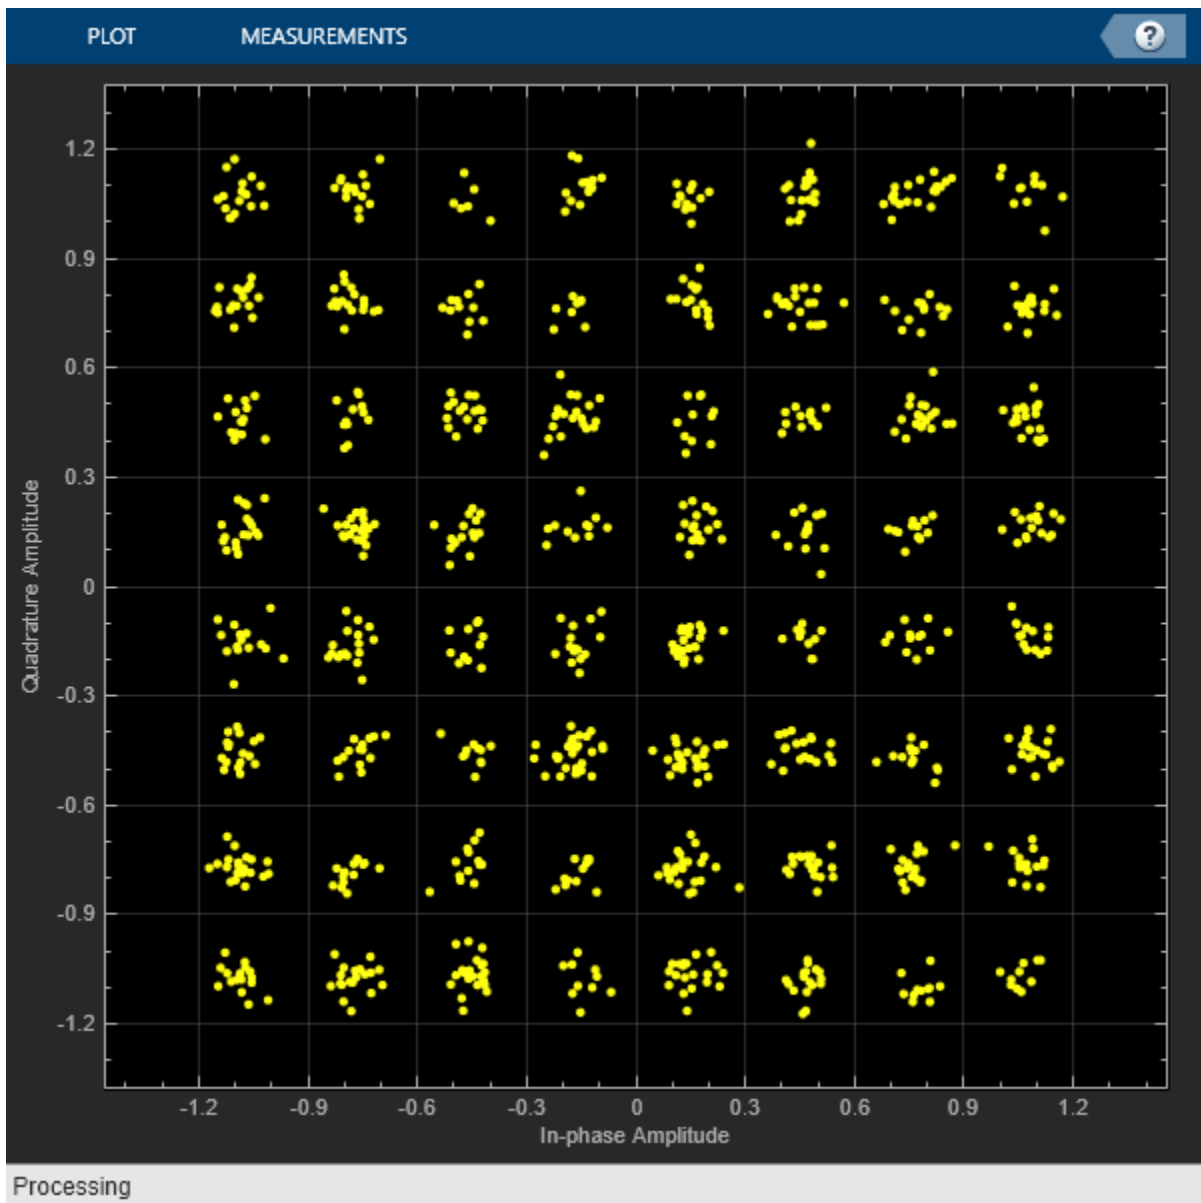 PLOT MEASUREMENTS ?
1.2
0.9
0.6
0.3
0
-0.3
-0.6
-0.9
-1.2
Quadrature Amplitude
-1.2 -0.9 -0.6 -0.3 0 0.3 0.6 0.9 1.2
In-phase Amplitude
Processing